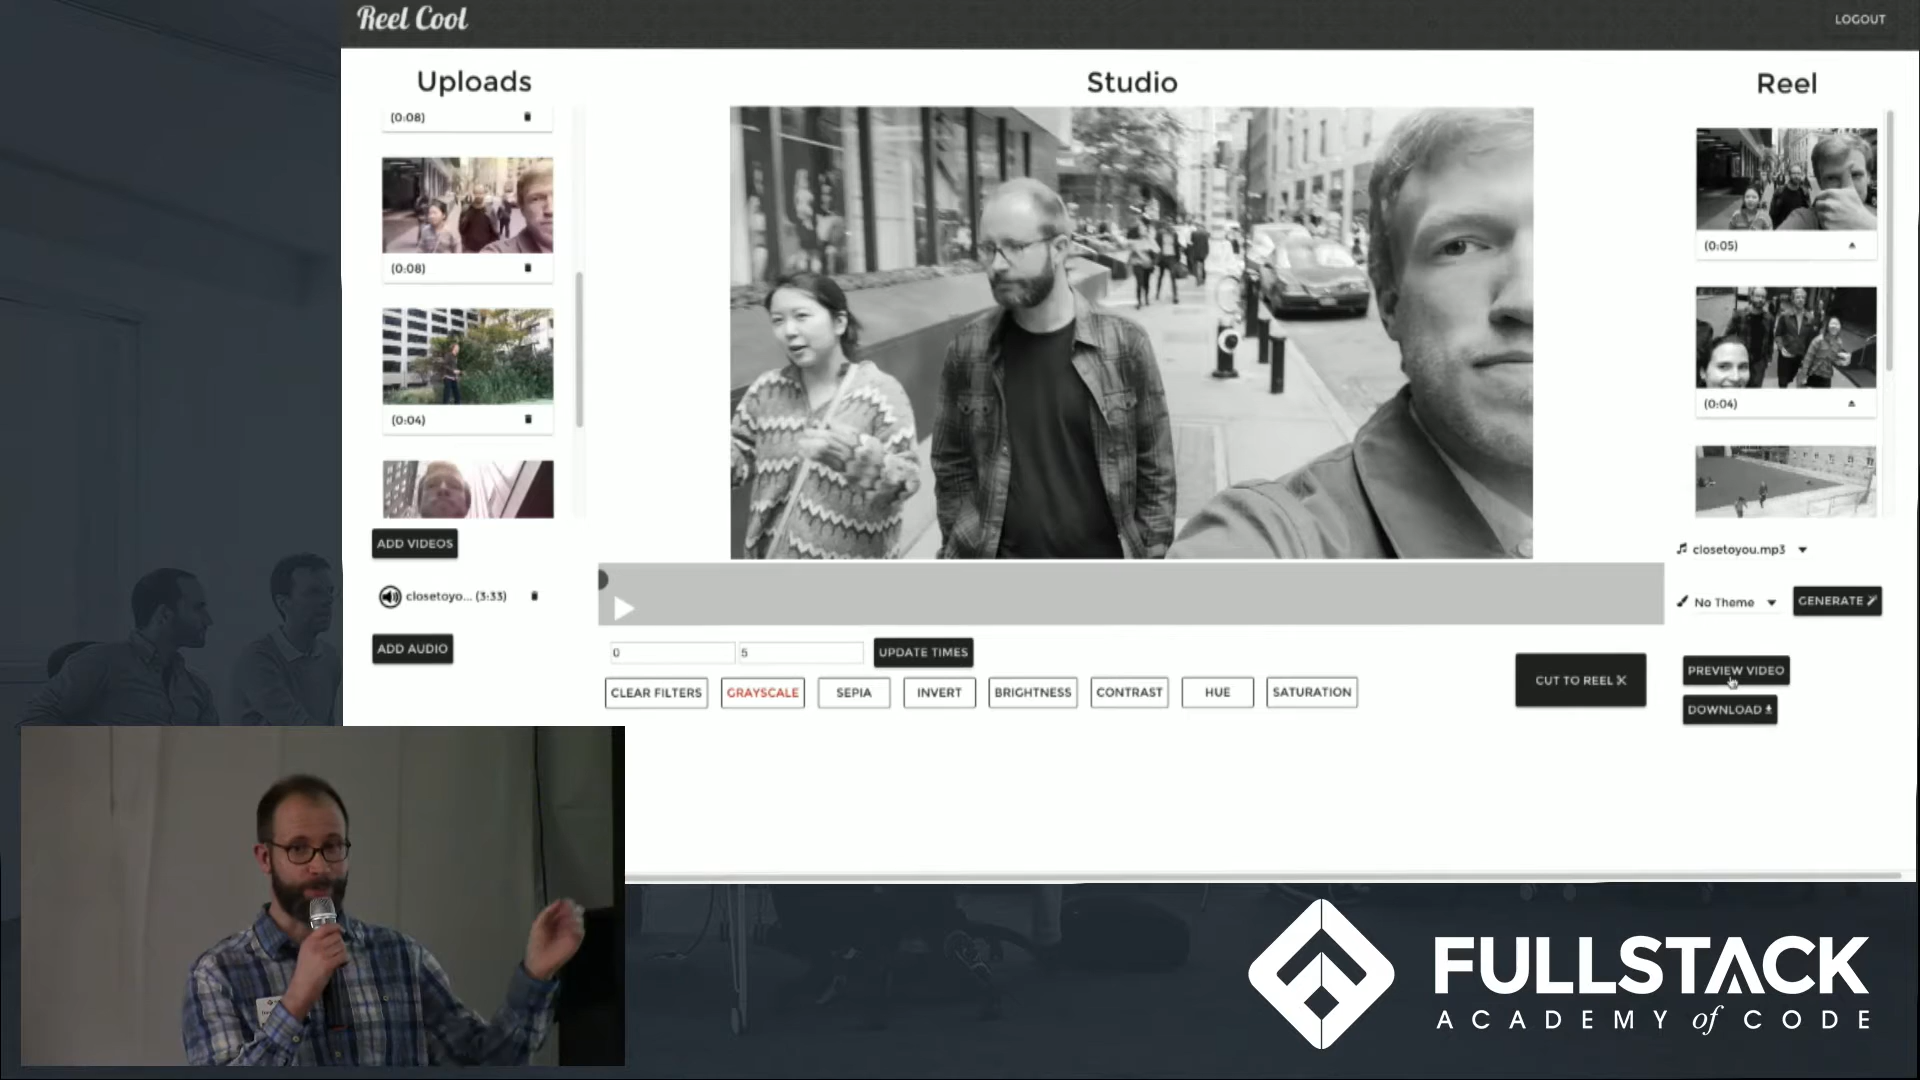 Reel Cool
LOGOUT
Uploads
Studio
Reel
(0:08)
(0:08)
(0:04)
ADD VIDEOS
closetoyo... (3:33)
ADD AUDIO
0
5
UPDATE TIMES
CLEAR FILTERS
GRAYSCALE
SEPIA
INVERT
BRIGHTNESS
CONTRAST
HUE
SATURATION
CUT TO REEL
(0:05)
(0:04)
closetoyou.mp3
No Theme
GENERATE
PREVIEW VIDEO
DOWNLOAD
FULLSTACK
ACADEMY of CODE